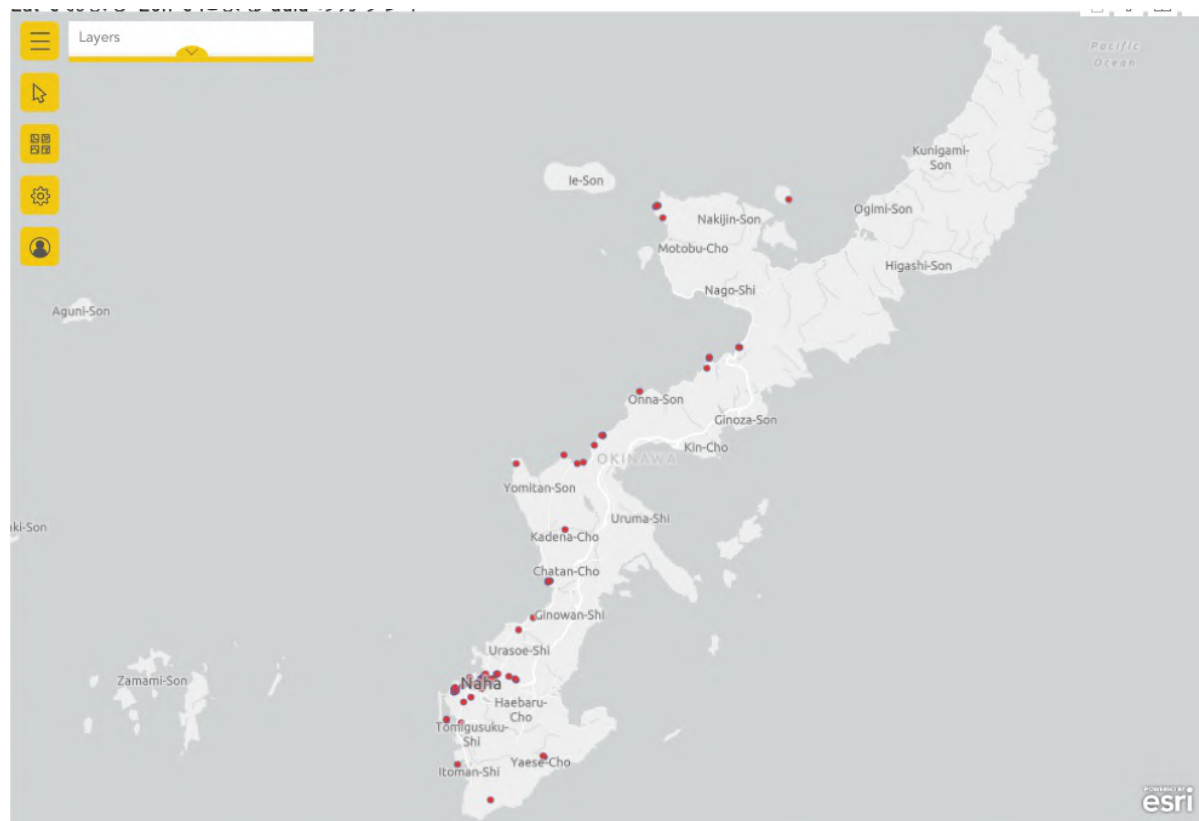 Layers
Pacific
Ocean
Kunigami-
Son
Ie-Son
Ogimi-Son
Nakijin-Son
Motobu-Cho
Higashi-Son
Nago-Shi
Aguni-Son
Onna-Son
Ginoza-Son
Kin-Cho
OKINAWA
Yomitan-Son
Uruma-Shi
ki-Son
Kadena-Cho
Chatan-Cho
Ginowan-Shi
Urasoe-Shi
Zamami-Son
Naha
Haebaru-
Cho
Tomigusuku-
Shi
Yaese-Cho
Itoman-Shi
POWERED BY
esri